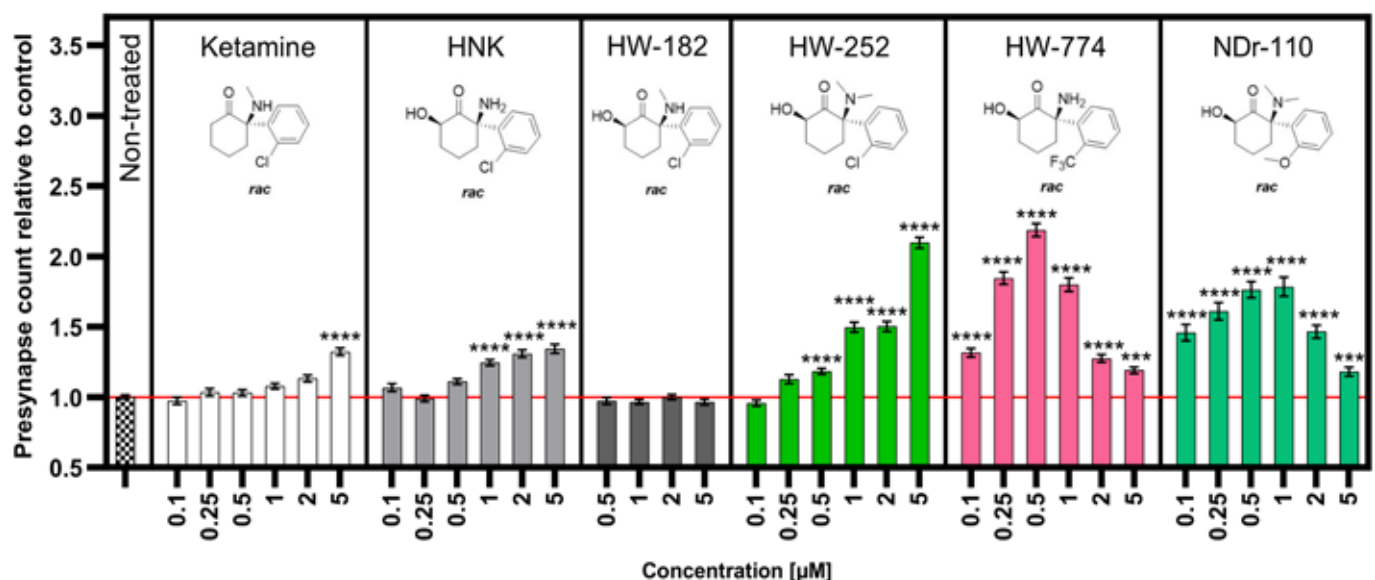 Presynapse count relative to control
3.5
3.0
2.5
2.0
1.5
1.0
0.5
Non-treated
Ketamine
HNK
HW-182
HW-252
HW-774
NDr-110
O
NH
Cl
rac
HO
O
NH₂
Cl
rac
HO
O
NH
Cl
rac
HO
O
N
Cl
rac
HO
O
NH₂
F₃C
rac
HO
O
N
O
rac
****
**** **** ****
**** **** **** ****
**** **** **** **** **** ***
**** **** **** **** **** ***
0.1 0.25 0.5 1 2 5
0.1 0.25 0.5 1 2 5
0.5 1 2 5
0.1 0.25 0.5 1 2 5
0.1 0.25 0.5 1 2 5
0.1 0.25 0.5 1 2 5
Concentration [µM]